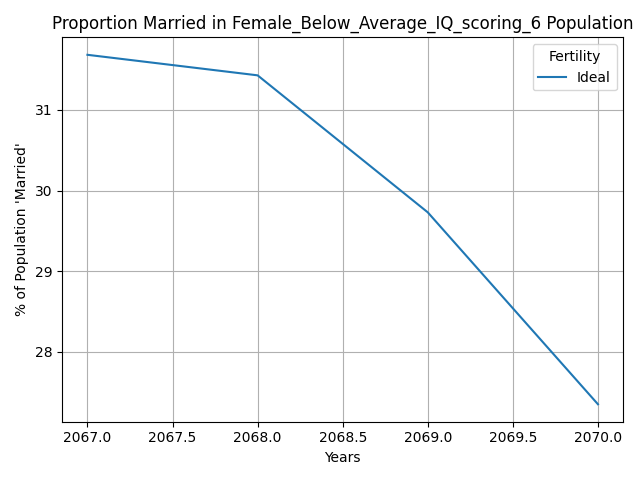 Proportion Married in Female_Below_Average_IQ_scoring_6 Population
Fertility
Ideal
% of Population 'Married'
31
30
29
28
2067.0 2067.5 2068.0 2068.5 2069.0 2069.5 2070.0
Years